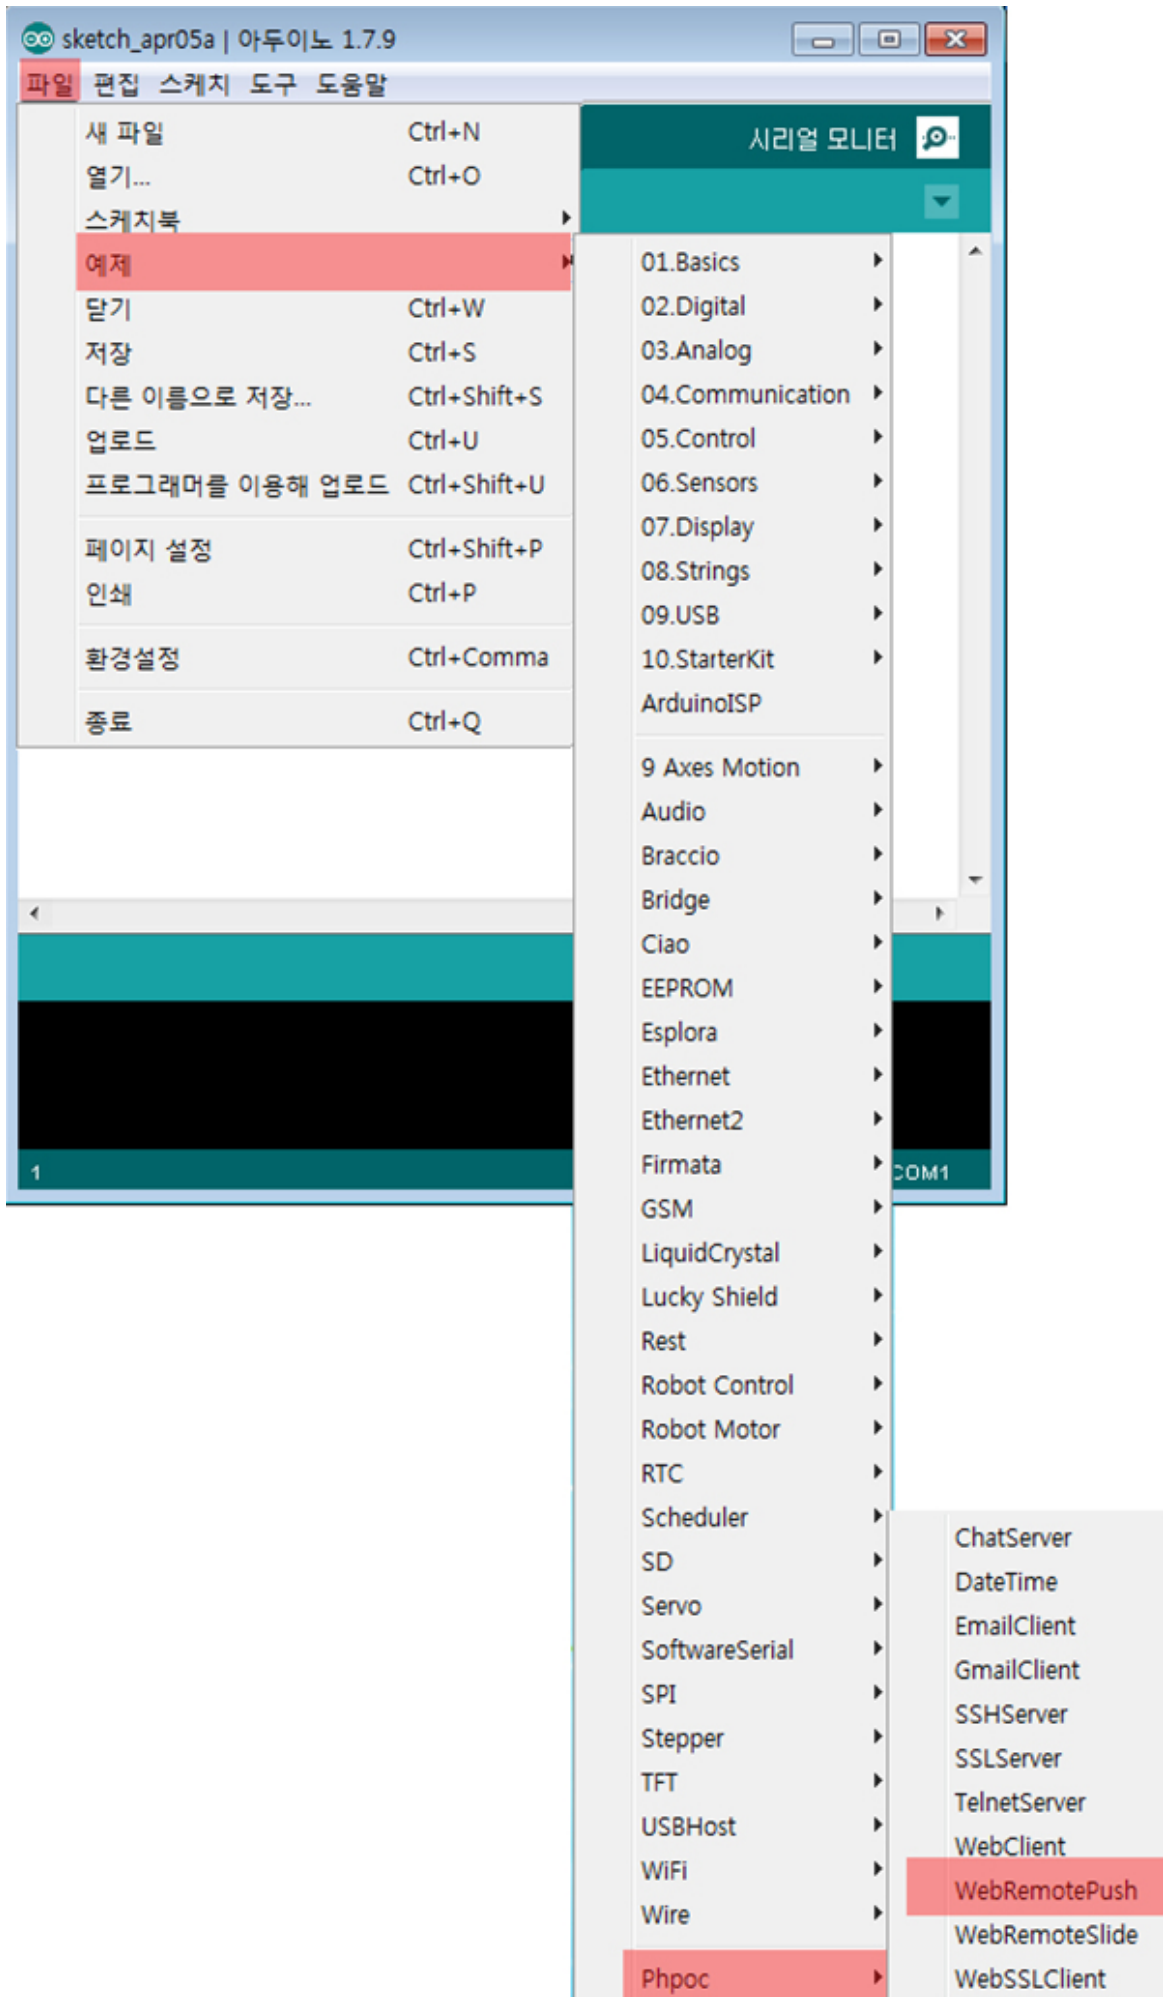 sketch_apr05a | 아두이노 1.7.9
파일 편집 스케치 도구 도움말
새 파일 Ctrl+N
열기... Ctrl+O
스케치북
예제
닫기 Ctrl+W
저장 Ctrl+S
다른 이름으로 저장... Ctrl+Shift+S
업로드 Ctrl+U
프로그래머를 이용해 업로드 Ctrl+Shift+U
페이지 설정 Ctrl+Shift+P
인쇄 Ctrl+P
환경설정 Ctrl+Comma
종료 Ctrl+Q
시리얼 모니터
01.Basics
02.Digital
03.Analog
04.Communication
05.Control
06.Sensors
07.Display
08.Strings
09.USB
10.StarterKit
ArduinoISP
9 Axes Motion
Audio
Braccio
Bridge
Ciao
EEPROM
Esplora
Ethernet
Ethernet2
Firmata
GSM
LiquidCrystal
Lucky Shield
Rest
Robot Control
Robot Motor
RTC
Scheduler
SD
Servo
SoftwareSerial
SPI
Stepper
TFT
USBHost
WiFi
Wire
Phpoc
1
COM1
ChatServer
DateTime
EmailClient
GmailClient
SSHServer
SSLServer
TelnetServer
WebClient
WebRemotePush
WebRemoteSlide
WebSSLClient